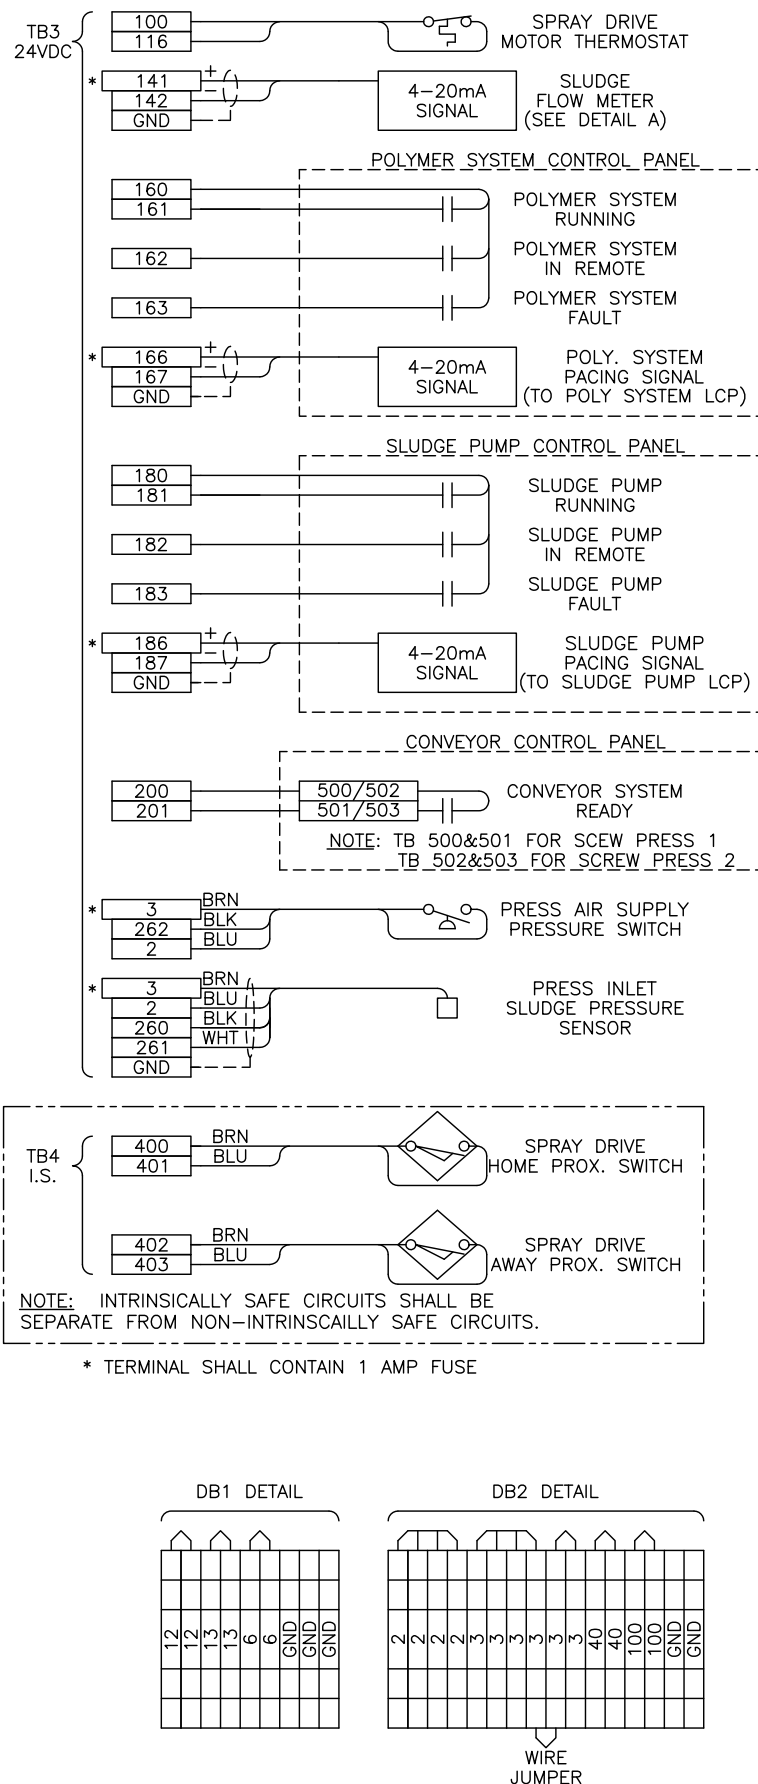 TB3
24VDC
100
116
SPRAY DRIVE
MOTOR THERMOSTAT
* 141 +
142 −
GND
4−20mA
SIGNAL
SLUDGE
FLOW METER
(SEE DETAIL A)
POLYMER SYSTEM CONTROL PANEL
160
161
POLYMER SYSTEM
RUNNING
162
POLYMER SYSTEM
IN REMOTE
163
POLYMER SYSTEM
FAULT
* 166 +
167 −
GND
4−20mA
SIGNAL
POLY. SYSTEM
PACING SIGNAL
(TO POLY SYSTEM LCP)
SLUDGE PUMP CONTROL PANEL
180
181
SLUDGE PUMP
RUNNING
182
SLUDGE PUMP
IN REMOTE
183
SLUDGE PUMP
FAULT
* 186 +
187 −
GND
4−20mA
SIGNAL
SLUDGE PUMP
PACING SIGNAL
(TO SLUDGE PUMP LCP)
CONVEYOR CONTROL PANEL
200 500/502
201 501/503
CONVEYOR SYSTEM
READY
NOTE: TB 500&501 FOR SCEW PRESS 1
TB 502&503 FOR SCREW PRESS 2
* 3 BRN
262 BLK
2 BLU
PRESS AIR SUPPLY
PRESSURE SWITCH
* 3 BRN
2 BLU
260 BLK
261 WHT
GND
PRESS INLET
SLUDGE PRESSURE
SENSOR
TB4
I.S.
400 BRN
401 BLU
SPRAY DRIVE
HOME PROX. SWITCH
402 BRN
403 BLU
SPRAY DRIVE
AWAY PROX. SWITCH
NOTE: INTRINSICALLY SAFE CIRCUITS SHALL BE
SEPARATE FROM NON−INTRINSCAILLY SAFE CIRCUITS.
* TERMINAL SHALL CONTAIN 1 AMP FUSE
DB1 DETAIL
12 12 13 13 6 6 GND GND GND
DB2 DETAIL
2 2 2 2 3 3 3 3 3 3 40 40 100 100 GND GND
WIRE
JUMPER